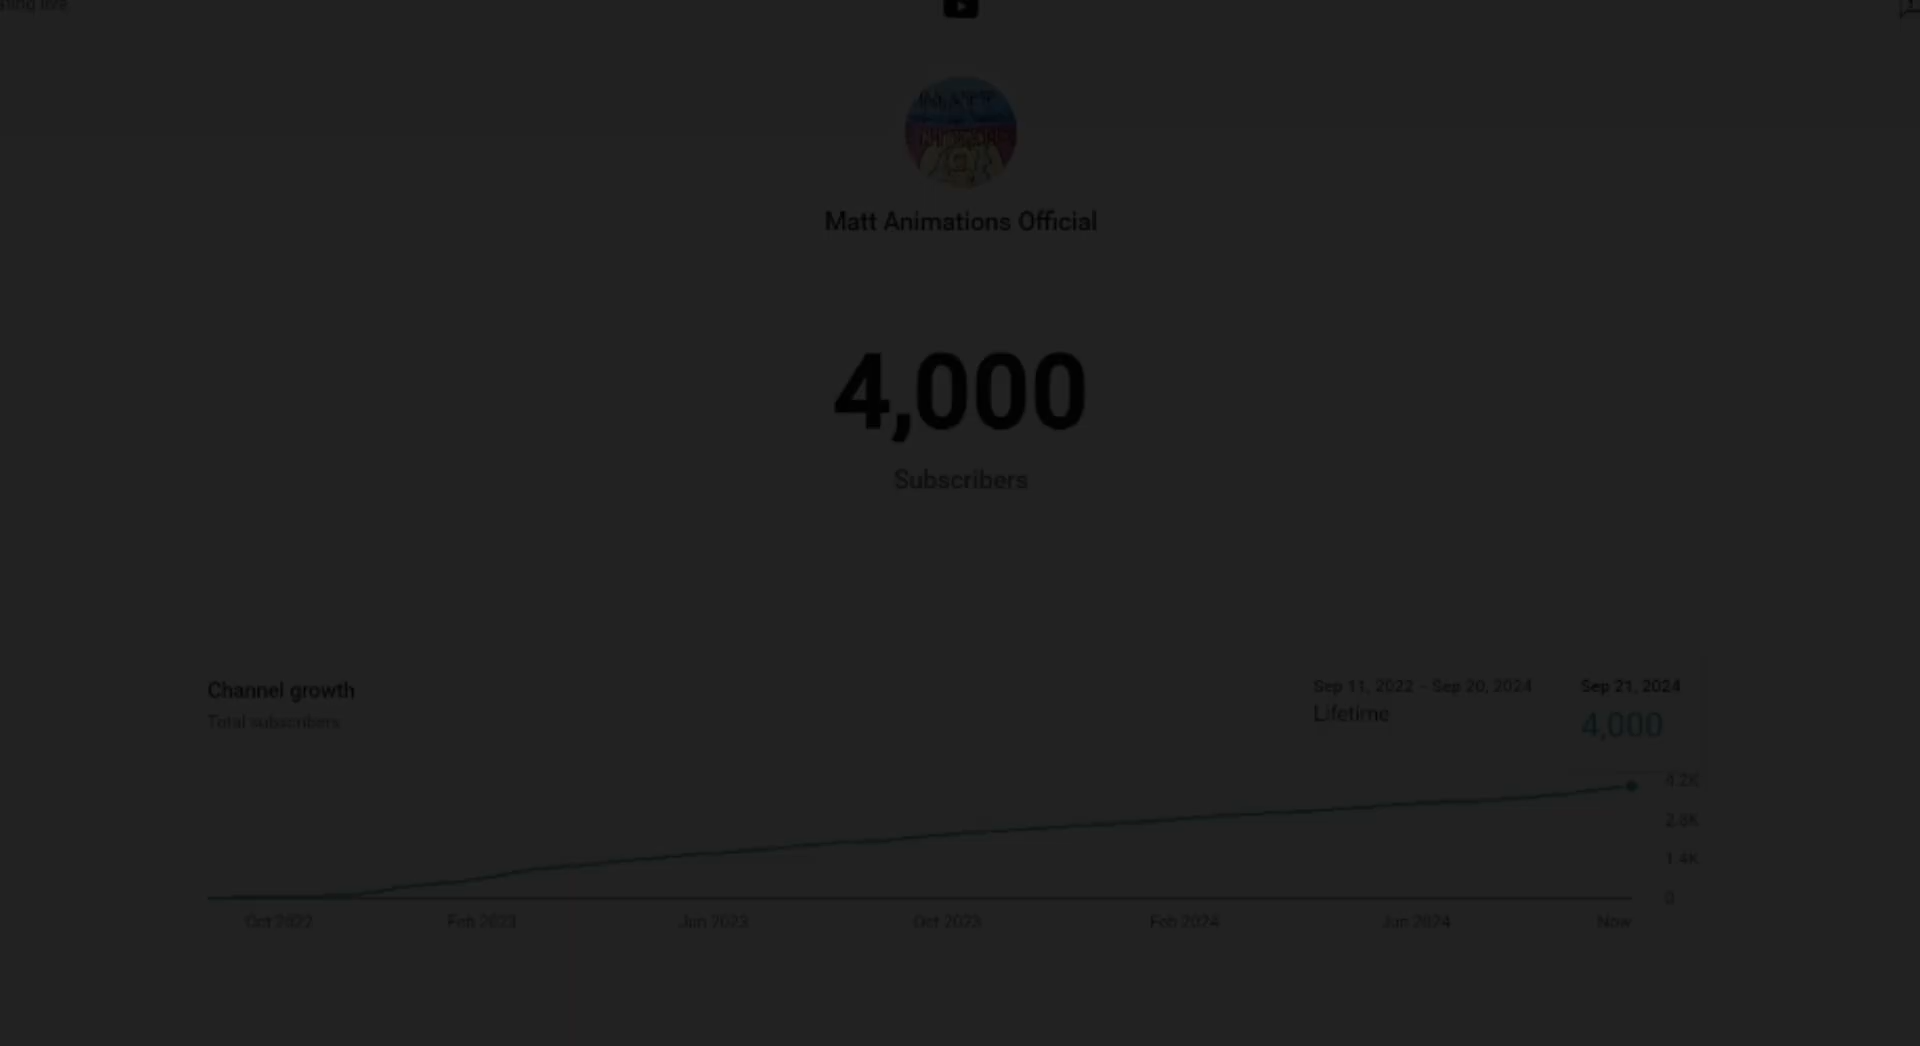 Matt Animations Official
4,000
Subscribers
Channel growth
Total subscribers
Sep 11, 2022 - Sep 20, 2024
Lifetime
Sep 21, 2024
4,000
4.2K
2.8K
1.4K
0
Oct 2022
Feb 2023
Jun 2023
Oct 2023
Feb 2024
Jun 2024
Now